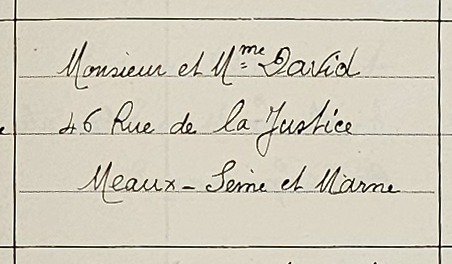 Monsieur et Mme David
46 Rue de la Justice
Meaux - Seine et Marne